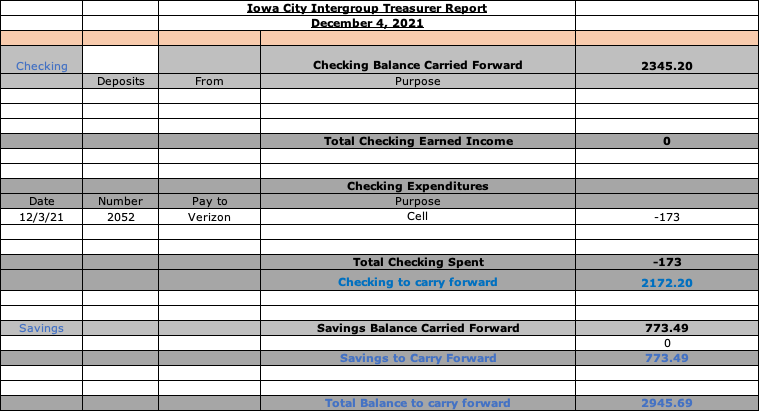 Iowa City Intergroup Treasurer Report
December 4, 2021
Checking Checking Balance Carried Forward 2345.20
Deposits From Purpose
Total Checking Earned Income 0
Checking Expenditures
Date Number Pay to Purpose
12/3/21 2052 Verizon Cell -173
Total Checking Spent -173
Checking to carry forward 2172.20
Savings Savings Balance Carried Forward 773.49
0
Savings to Carry Forward 773.49
Total Balance to carry forward 2945.69